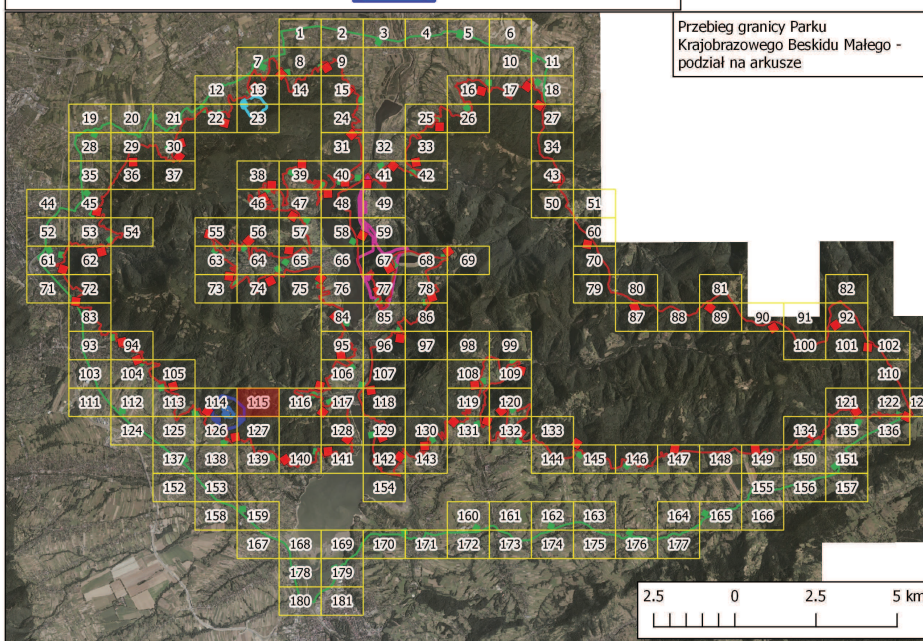 Przebieg granicy Parku
Krajobrazowego Beskidu Małego -
podział na arkusze
1 2 3 4 5 6
7 8 9 10 11
12 13 14 15 16 17 18
19 20 21 22 23 24 25 26 27
28 29 30 31 32 33 34
35 36 37 38 39 40 41 42 43
44 45 46 47 48 49 50 51
52 53 54 55 56 57 58 59 60
61 62 63 64 65 66 67 68 69 70
71 72 73 74 75 76 77 78 79 80 81 82
83 84 85 86 87 88 89 90 91 92
93 94 95 96 97 98 99 100 101 102
103 104 105 106 107 108 109 110
111 112 113 114 115 116 117 118 119 120 121 122
124 125 126 127 128 129 130 131 132 133 134 135 136
137 138 139 140 141 142 143 144 145 146 147 148 149 150 151
152 153 154 155 156 157
158 159 160 161 162 163 164 165 166
167 168 169 170 171 172 173 174 175 176 177
178 179
180 181
2.5 0 2.5 5 km